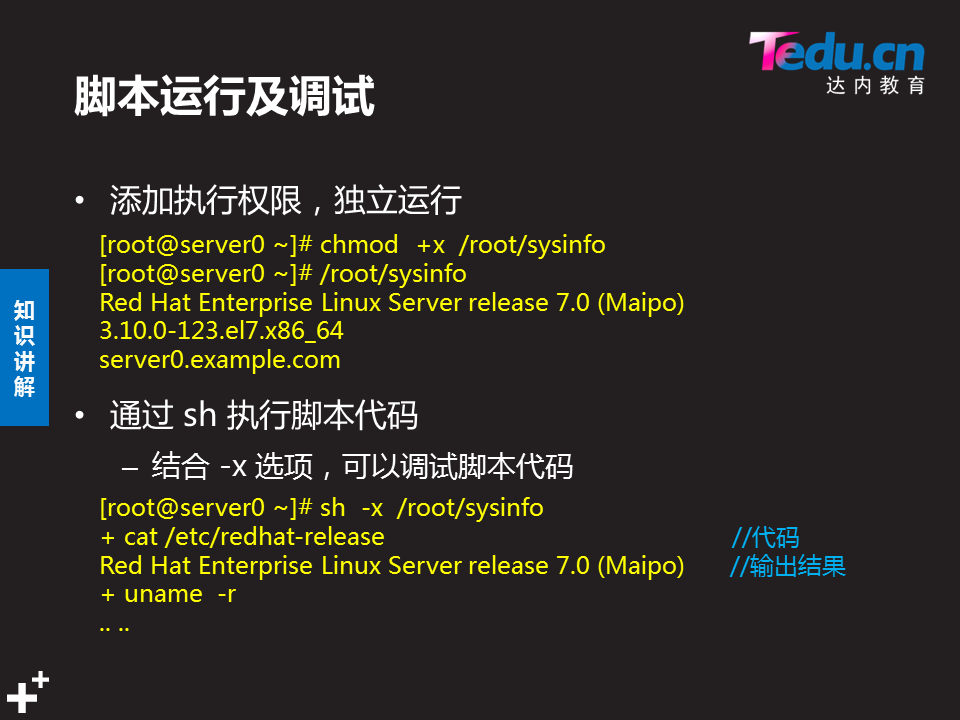 Tedu.cn
达内教育
脚本运行及调试
• 添加执行权限，独立运行
[root@server0 ~]# chmod  +x  /root/sysinfo
[root@server0 ~]# /root/sysinfo
Red Hat Enterprise Linux Server release 7.0 (Maipo)
3.10.0-123.el7.x86_64
server0.example.com
知识讲解
• 通过 sh 执行脚本代码
– 结合 -x 选项，可以调试脚本代码
[root@server0 ~]# sh  -x  /root/sysinfo
+ cat /etc/redhat-release //代码
Red Hat Enterprise Linux Server release 7.0 (Maipo) //输出结果
+ uname  -r
.. ..